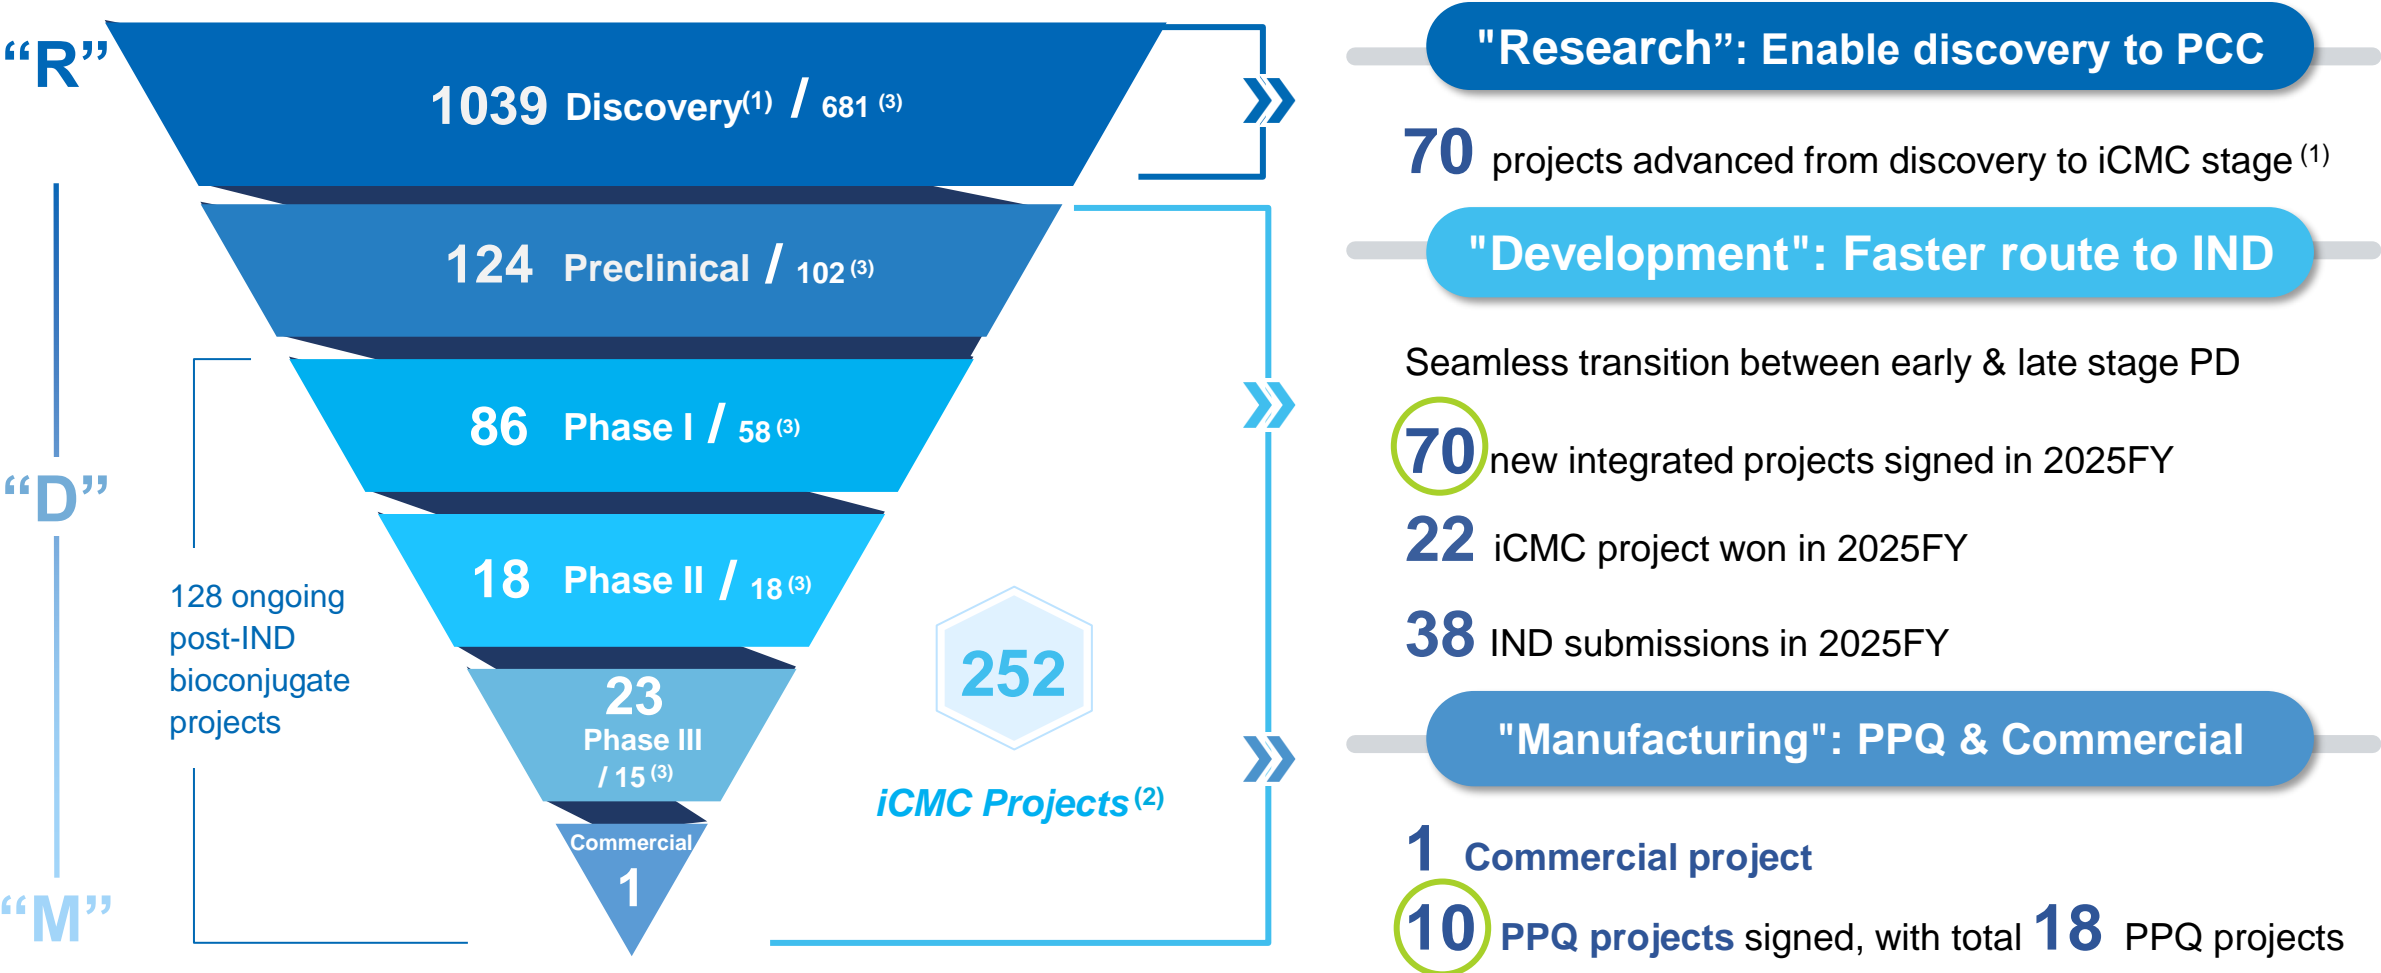 “R”
1039 Discovery(1) / 681 (3)
124 Preclinical / 102 (3)
86 Phase I / 58 (3)
“D”
18 Phase II / 18 (3)
128 ongoing
post-IND
bioconjugate
projects
23
Phase III
/ 15 (3)
252
iCMC Projects (2)
Commercial
1
“M”
"Research”: Enable discovery to PCC
70 projects advanced from discovery to iCMC stage (1)
"Development": Faster route to IND
Seamless transition between early & late stage PD
70 new integrated projects signed in 2025FY
22 iCMC project won in 2025FY
38 IND submissions in 2025FY
"Manufacturing": PPQ & Commercial
1 Commercial project
10 PPQ projects signed, with total 18 PPQ projects